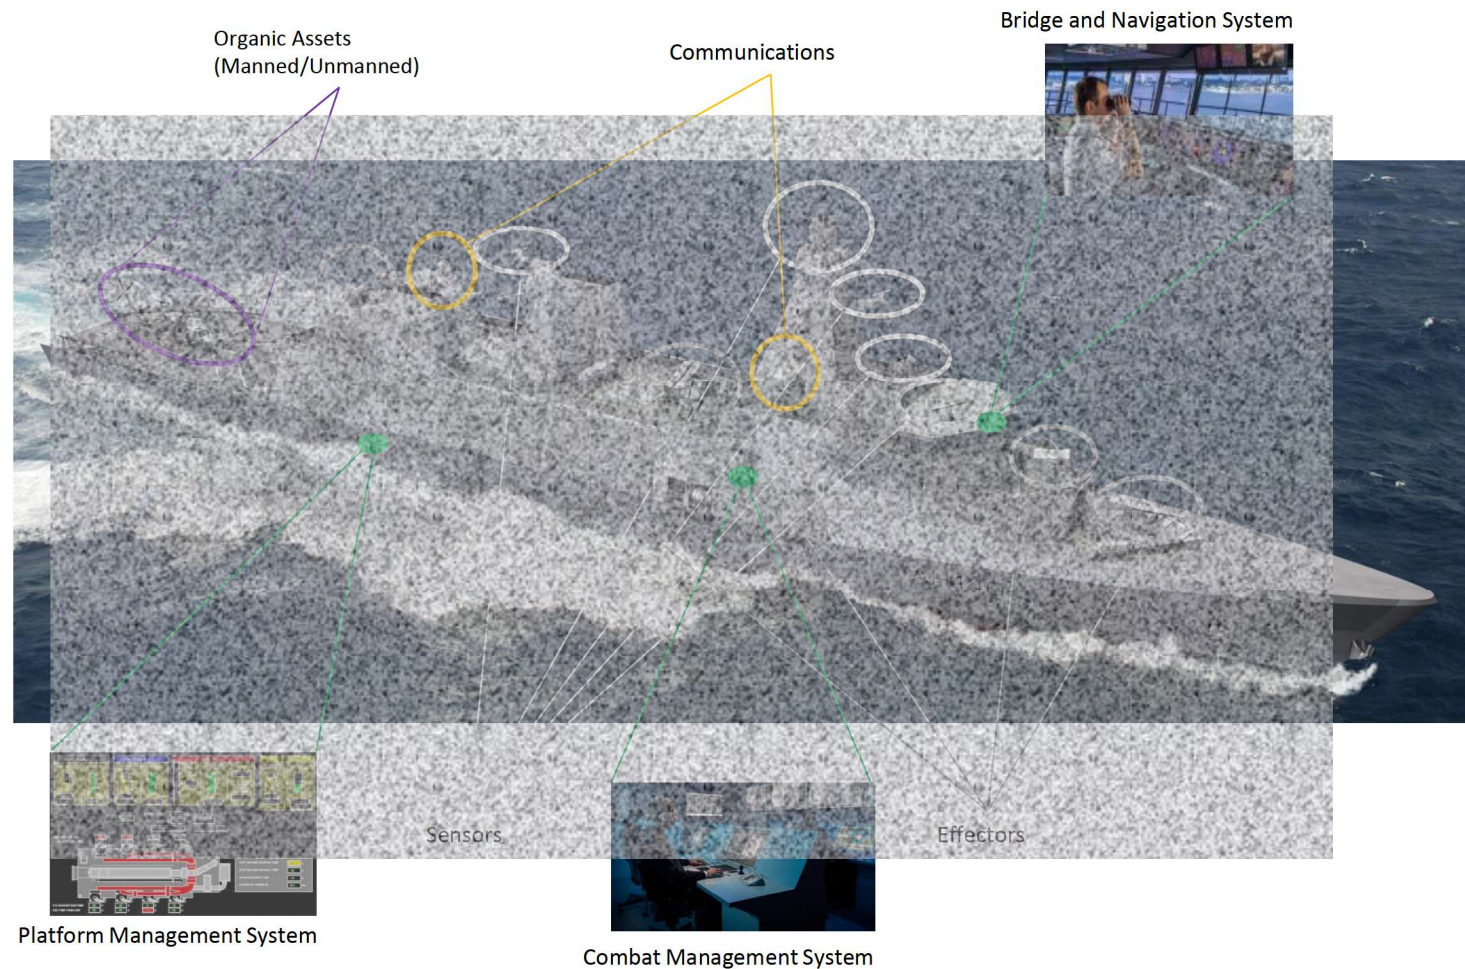 Bridge and Navigation System
Organic Assets
(Manned/Unmanned)
Communications
Sensors
Effectors
Platform Management System
Combat Management System